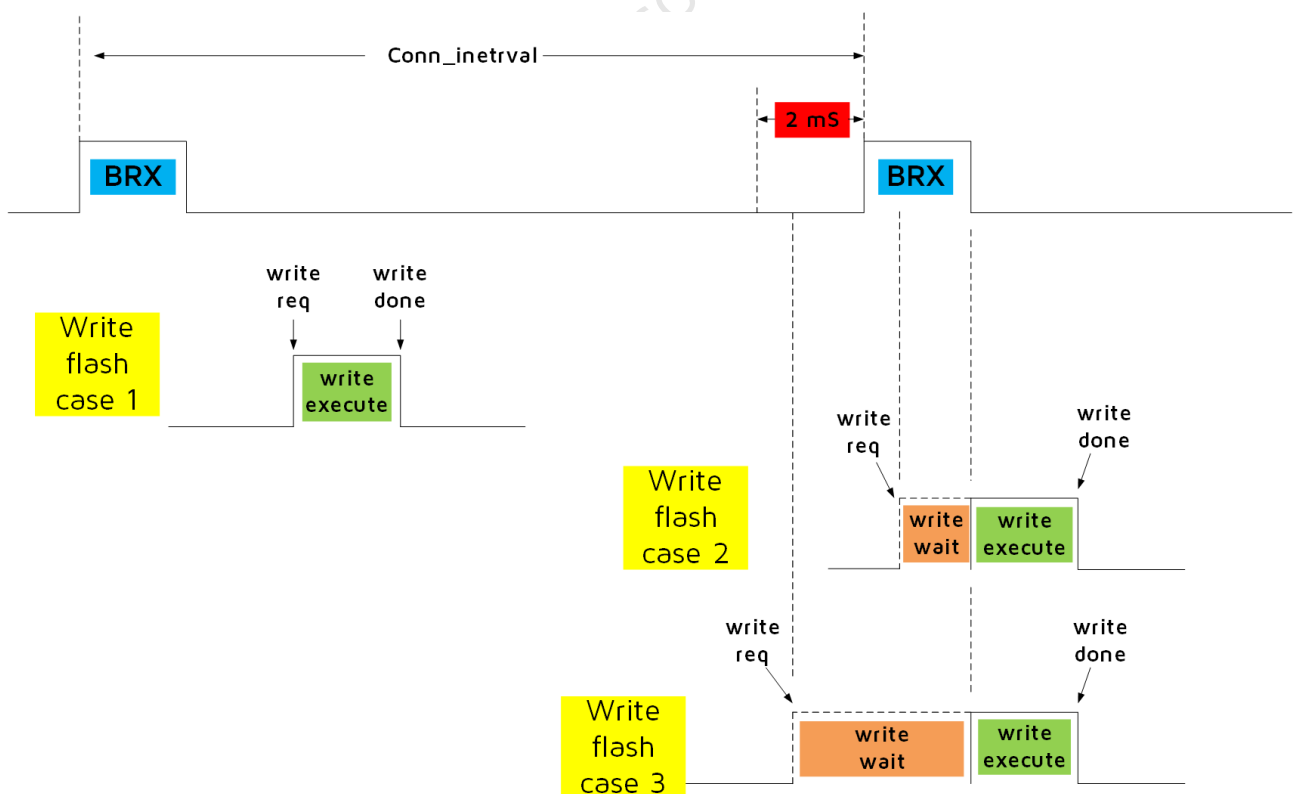 Conn_inetrval
2 mS
BRX
BRX
write
req
write
done
Write
flash
case 1
write
execute
write
req
write
done
Write
flash
case 2
write
wait
write
execute
write
req
write
done
Write
flash
case 3
write
wait
write
execute